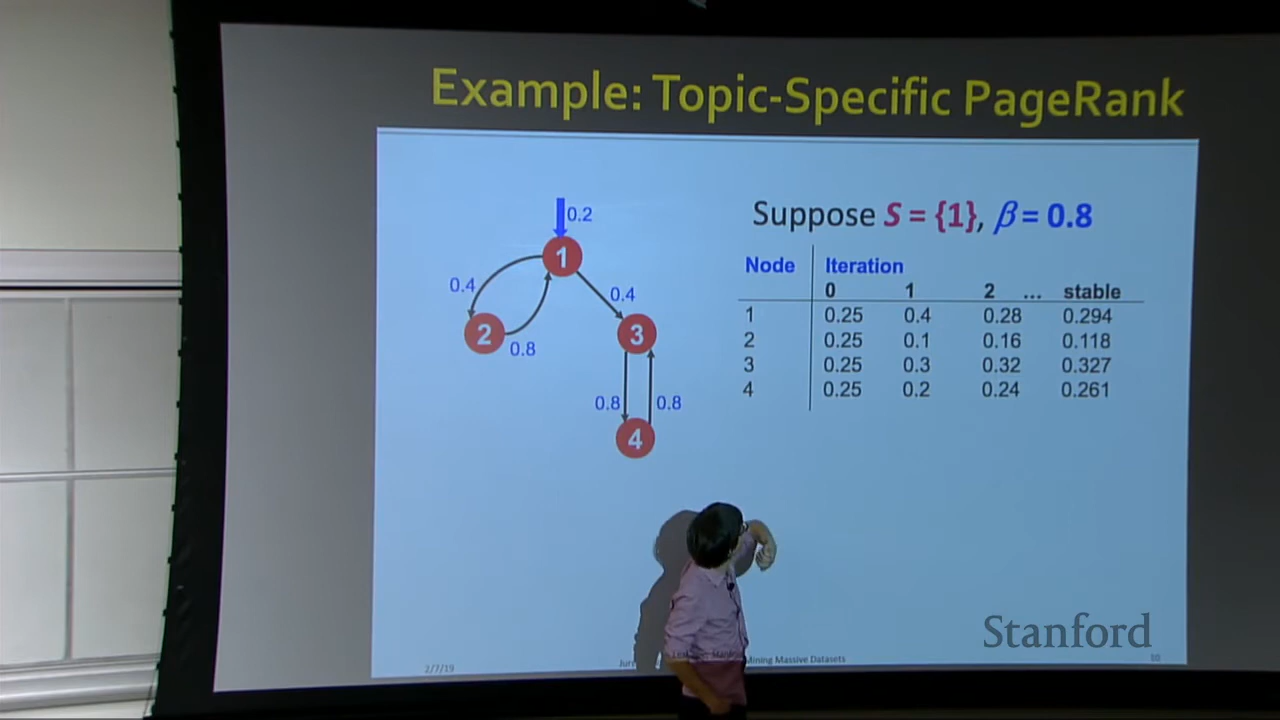 Example: Topic-Specific PageRank
Suppose S = {1}, β = 0.8
0.2
1
0.4
0.4
2
0.8
3
0.8
0.8
4
Node Iteration
0 1 2 ... stable
1 0.25 0.4 0.28 0.294
2 0.25 0.1 0.16 0.118
3 0.25 0.3 0.32 0.327
4 0.25 0.2 0.24 0.261
Stanford
2/7/19
Mining Massive Datasets